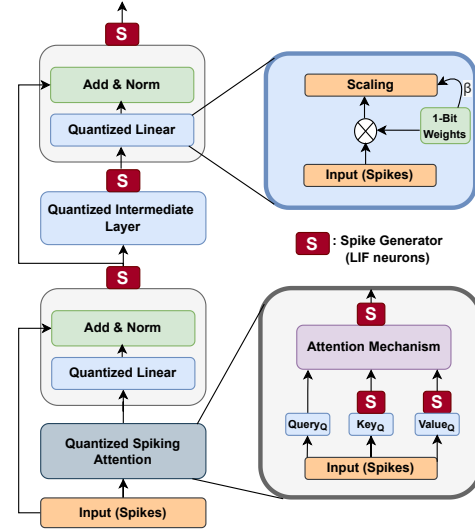 S
Add & Norm
Quantized Linear
S
Quantized Intermediate
Layer
S
Add & Norm
Quantized Linear
Quantized Spiking
Attention
Input (Spikes)
Scaling
β
1-Bit
Weights
Input (Spikes)
S : Spike Generator
(LIF neurons)
S
Attention Mechanism
S S
QueryQ KeyQ ValueQ
Input (Spikes)